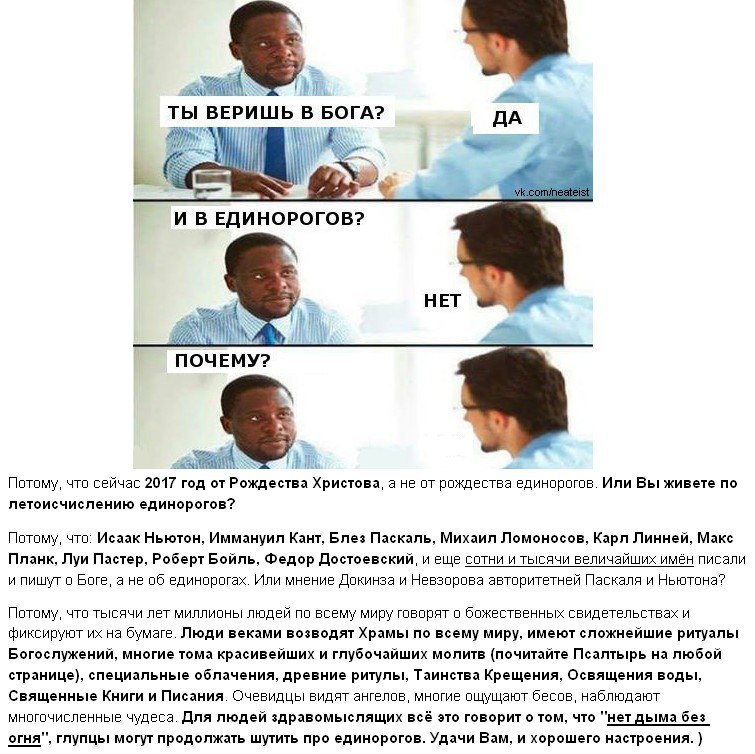 ТЫ ВЕРИШЬ В БОГА?
ДА
vk.com/neateist
И В ЕДИНОРОГОВ?
НЕТ
ПОЧЕМУ?
Потому, что сейчас 2017 год от Рождества Христова, а не от рождества единорогов. Или Вы живете по
летоисчислению единорогов?
Потому, что: Исаак Ньютон, Иммануил Кант, Блез Паскаль, Михаил Ломоносов, Карл Линней, Макс
Планк, Луи Пастер, Роберт Бойль, Федор Достоевский, и еще сотни и тысячи величайших имён писали
и пишут о Боге, а не об единорогах. Или мнение Докинза и Невзорова авторитетней Паскаля и Ньютона?
Потому, что тысячи лет миллионы людей по всему миру говорят о божественных свидетельствах и
фиксируют их на бумаге. Люди веками возводят Храмы по всему миру, имеют сложнейшие ритуалы
Богослужений, многие тома красивейших и глубочайших молитв (почитайте Псалтырь на любой
странице), специальные облачения, древние ритулы, Таинства Крещения, Освящения воды,
Священные Книги и Писания. Очевидцы видят ангелов, многие ощущают бесов, наблюдают
многочисленные чудеса. Для людей здравомыслящих всё это говорит о том, что "нет дыма без
огня", глупцы могут продолжать шутить про единорогов. Удачи Вам, и хорошего настроения. )